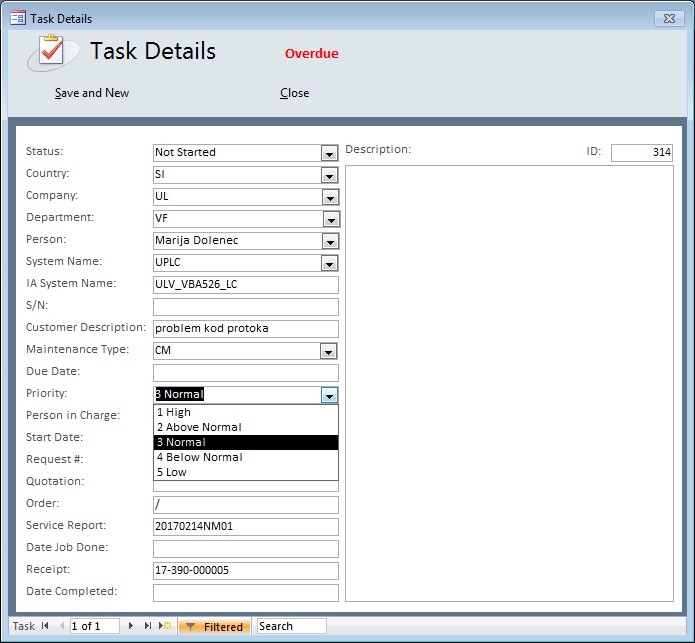 Task Details
Task Details
Overdue
Save and New
Close
Status: Not Started
Description:
ID: 314
Country: SI
Company: UL
Department: VF
Person: Marija Dolenec
System Name: UPLC
IA System Name: ULV_VBA526_LC
S/N:
Customer Description: problem kod protoka
Maintenance Type: CM
Due Date:
Priority: 3 Normal
1 High
Person in Charge:
2 Above Normal
Start Date:
3 Normal
Request #:
4 Below Normal
5 Low
Quotation:
Order: /
Service Report: 20170214NM01
Date Job Done:
Receipt: 17-390-000005
Date Completed:
Task 1 of 1 Filtered Search